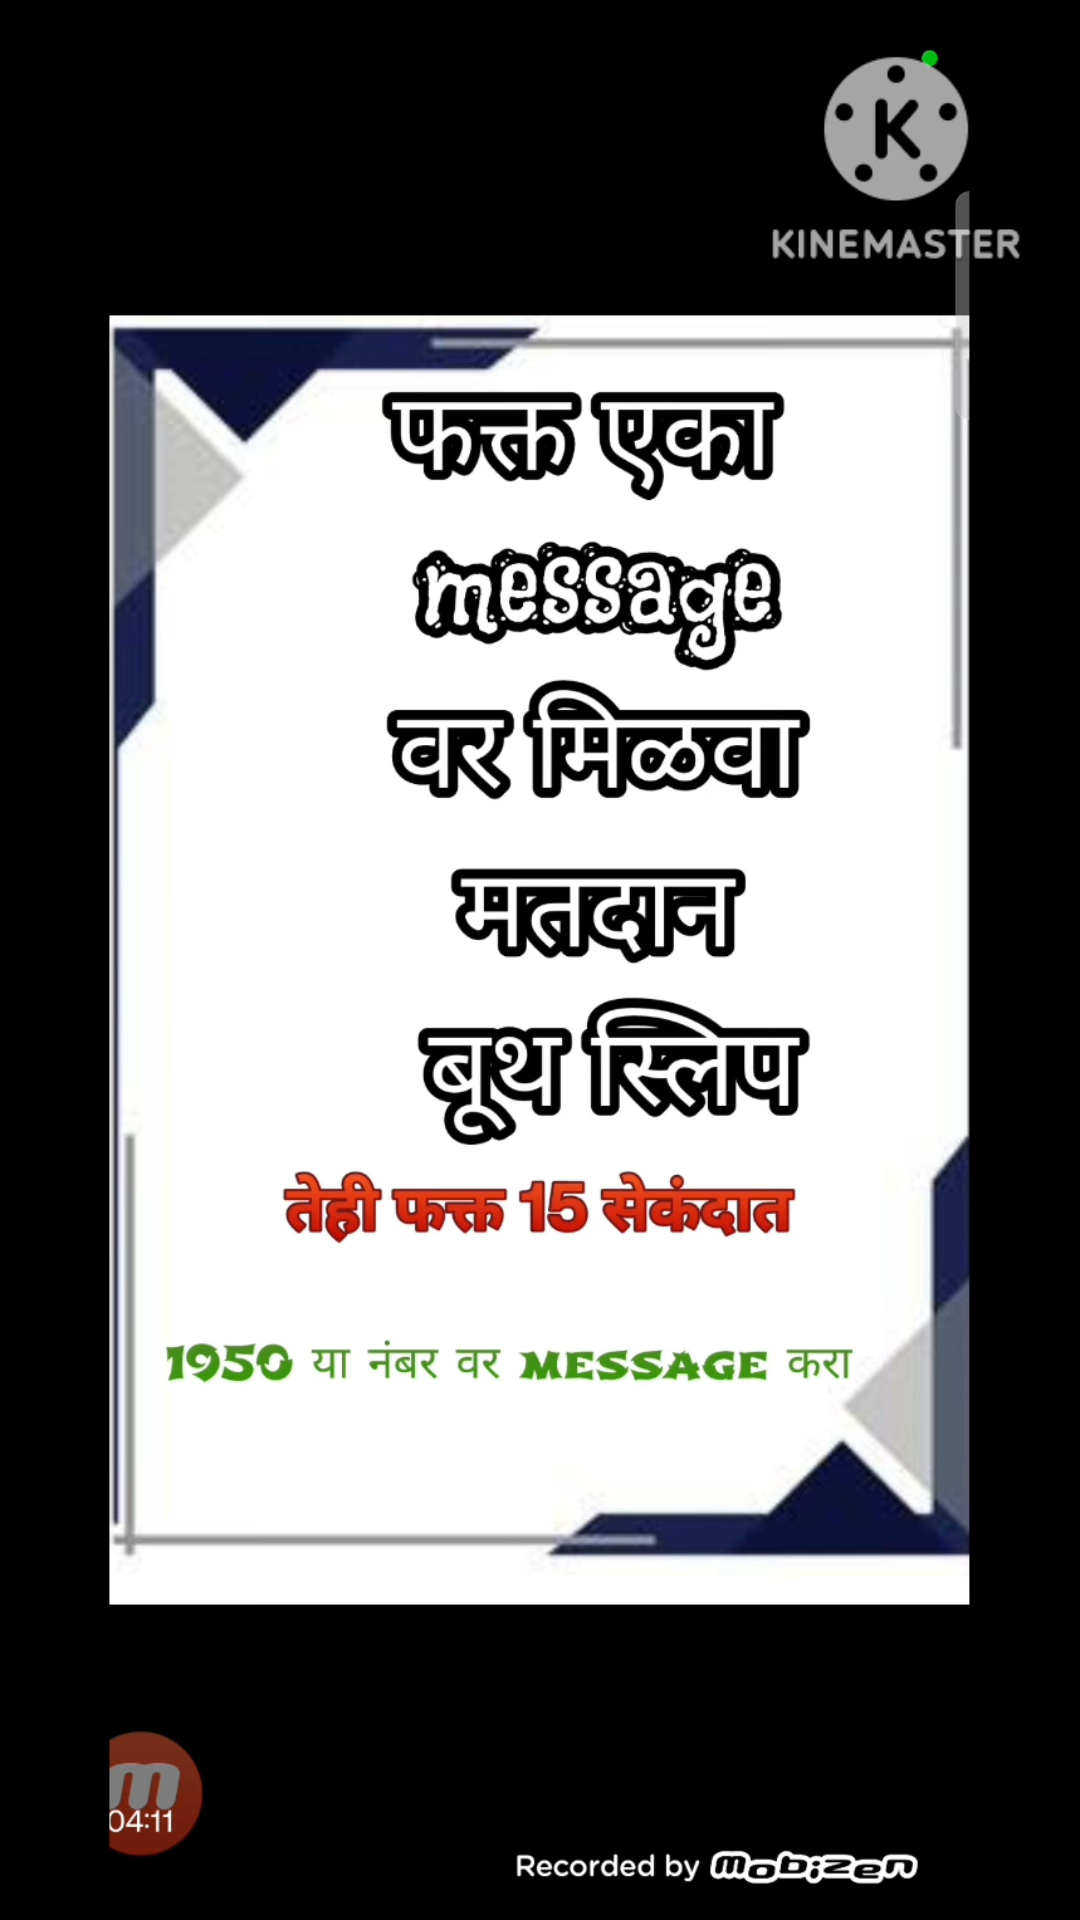 K
KINEMASTER
फक्त एका
message
वर मिळवा
मतदान
बूथ स्लिप
तेही फक्त 15 सेकंदात
1950 या नंबर वर MESSAGE करा
m
04:11
Recorded by mobizen